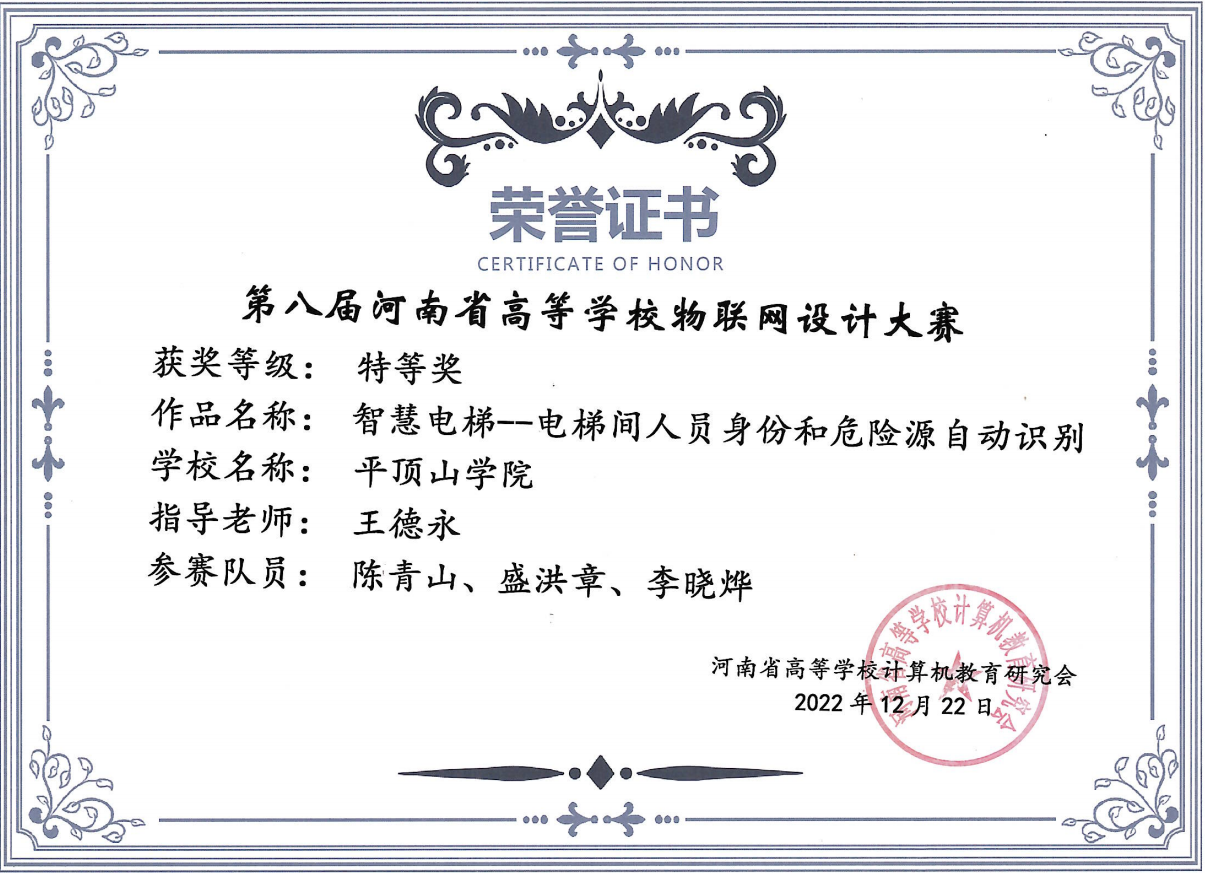 荣誉证书
CERTIFICATE OF HONOR
第八届河南省高等学校物联网设计大赛
获奖等级： 特等奖
作品名称： 智慧电梯--电梯间人员身份和危险源自动识别
学校名称： 平顶山学院
指导老师： 王德永
参赛队员： 陈青山、盛洪章、李晓烨
河南省高等学校计算机教育研究会
2022 年 12 月 22 日
河南省高等学校计算机教育研究会